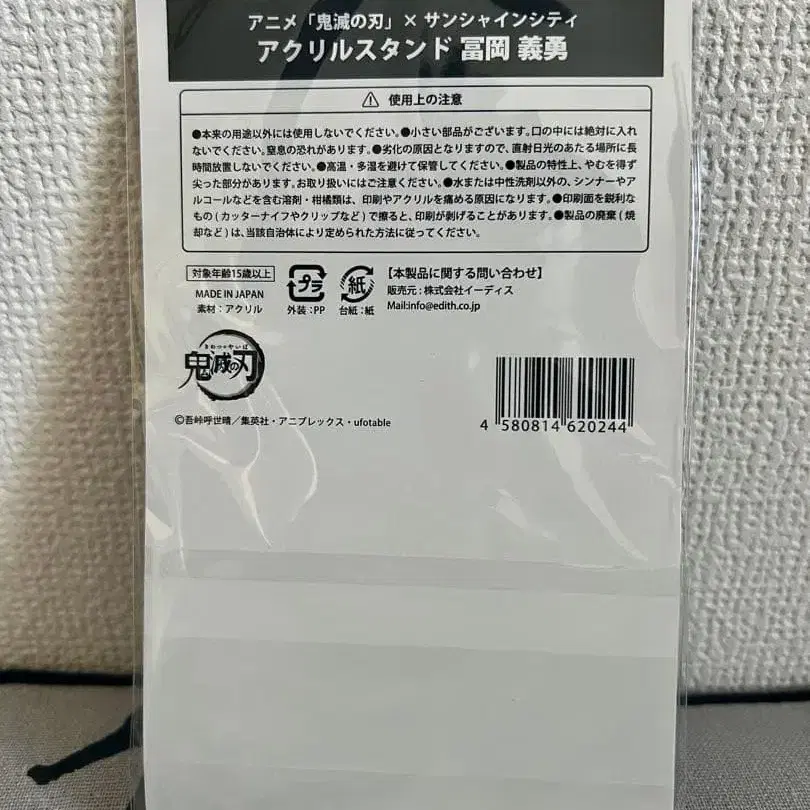 アニメ「鬼滅の刃」× サンシャインシティ
アクリルスタンド 冨岡 義勇
使用上の注意
●本来の用途以外には使用しないでください。●小さい部品がございます。口の中には絶対に入れ
ないでください。窒息の恐れがあります。●劣化の原因となりますので、直射日光のあたる場所に長
時間放置しないでください。●高温・多湿を避けて保管してください。●製品の特性上、やむを得ず
尖った部分があります。お取り扱いにはご注意ください。●水または中性洗剤以外の、シンナーやア
ルコールなどを含む溶剤・柑橘類は、印刷やアクリルを痛める原因になります。●印刷面を鋭利な
もの(カッターナイフやクリップなど)で擦ると、印刷が剥げることがあります。●製品の廃棄(焼
却など)は、当該自治体により定められた方法に従ってください。
対象年齢15歳以上
MADE IN JAPAN
素材：アクリル
プラ
外装：PP
紙
台紙：紙
【本製品に関する問い合わせ】
販売元：株式会社イーディス
Mail:info@edith.co.jp
きめつのやいば
鬼滅の刃
©吾峠呼世晴／集英社・アニプレックス・ufotable
4 580814 620244